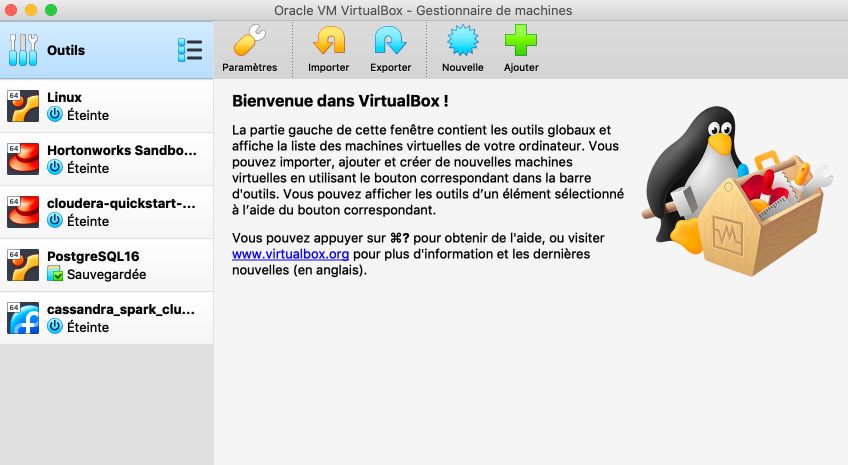 Oracle VM VirtualBox - Gestionnaire de machines
Outils
Paramètres
Importer
Exporter
Nouvelle
Ajouter
64
Linux
Éteinte
64
Hortonworks Sandbo...
Éteinte
64
cloudera-quickstart-...
Éteinte
64
PostgreSQL16
Sauvegardée
64
cassandra_spark_clu...
Éteinte
Bienvenue dans VirtualBox !
La partie gauche de cette fenêtre contient les outils globaux et
affiche la liste des machines virtuelles de votre ordinateur. Vous
pouvez importer, ajouter et créer de nouvelles machines
virtuelles en utilisant le bouton correspondant dans la barre
d'outils. Vous pouvez afficher les outils d’un élément sélectionné
à l’aide du bouton correspondant.
Vous pouvez appuyer sur ⌘? pour obtenir de l'aide, ou visiter
www.virtualbox.org pour plus d'information et les dernières
nouvelles (en anglais).